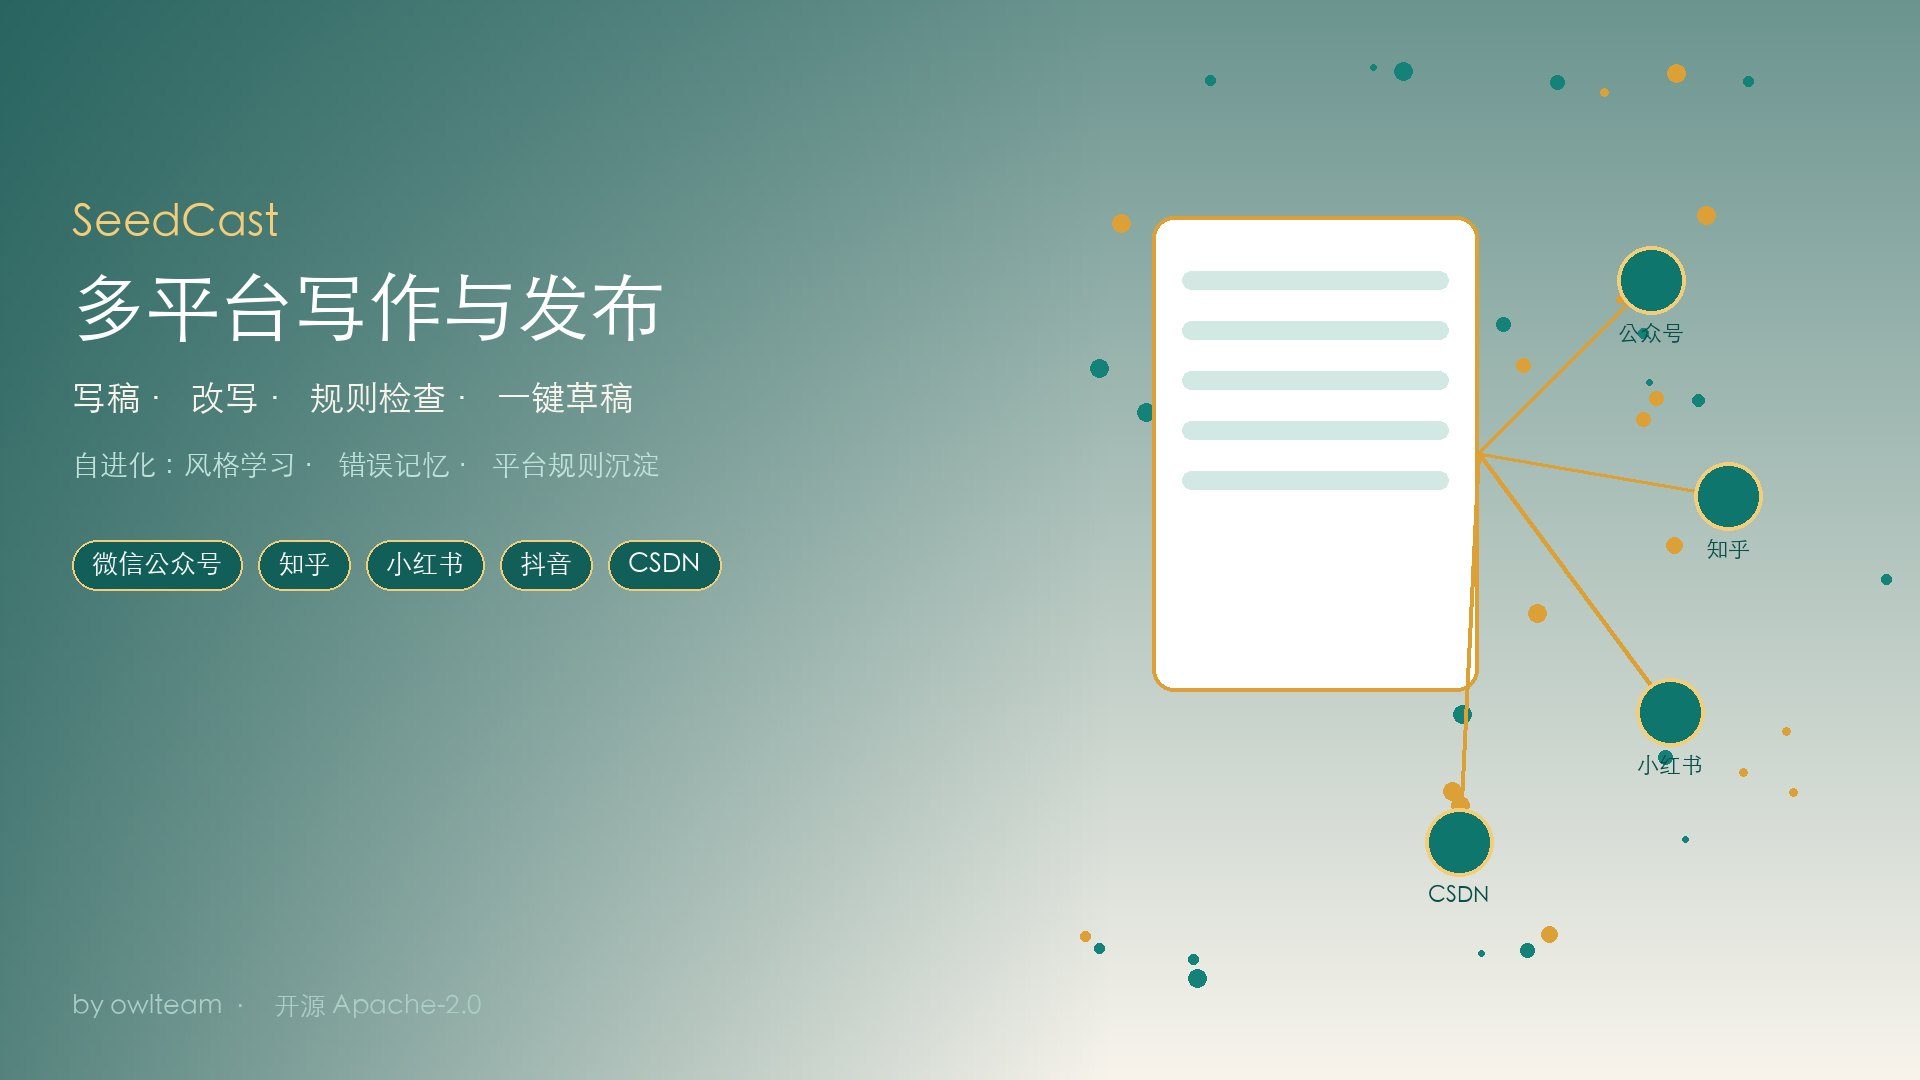 SeedCast
多平台写作与发布
写稿 · 改写 · 规则检查 · 一键草稿
自进化：风格学习 · 错误记忆 · 平台规则沉淀
微信公众号 知乎 小红书 抖音 CSDN
公众号
知乎
小红书
CSDN
by owlteam · 开源 Apache-2.0